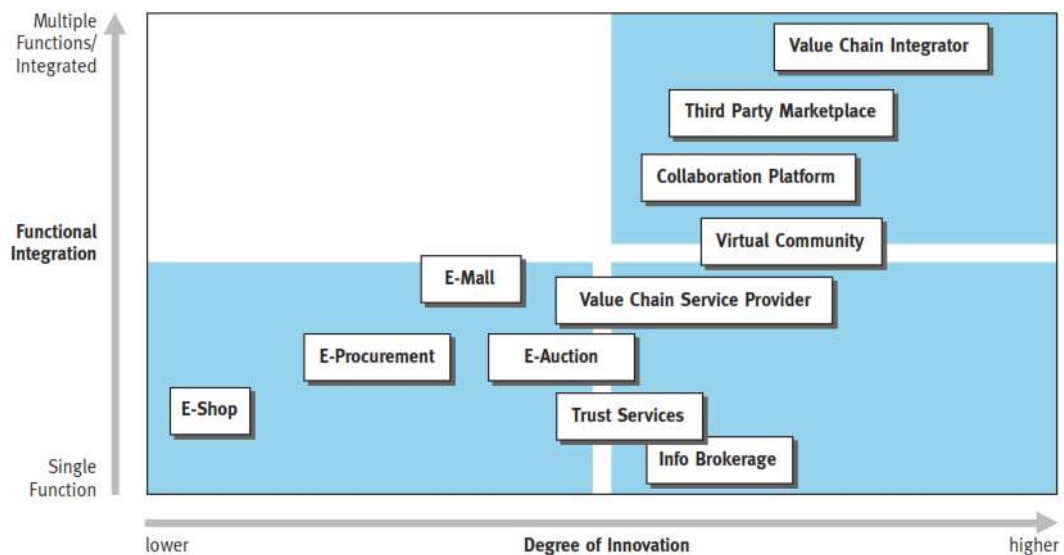 Multiple
Functions/
Integrated
Value Chain Integrator
Third Party Marketplace
Collaboration Platform
Functional
Integration
Virtual Community
E-Mall
Value Chain Service Provider
E-Procurement
E-Auction
E-Shop
Trust Services
Info Brokerage
Single
Function
lower
Degree of Innovation
higher